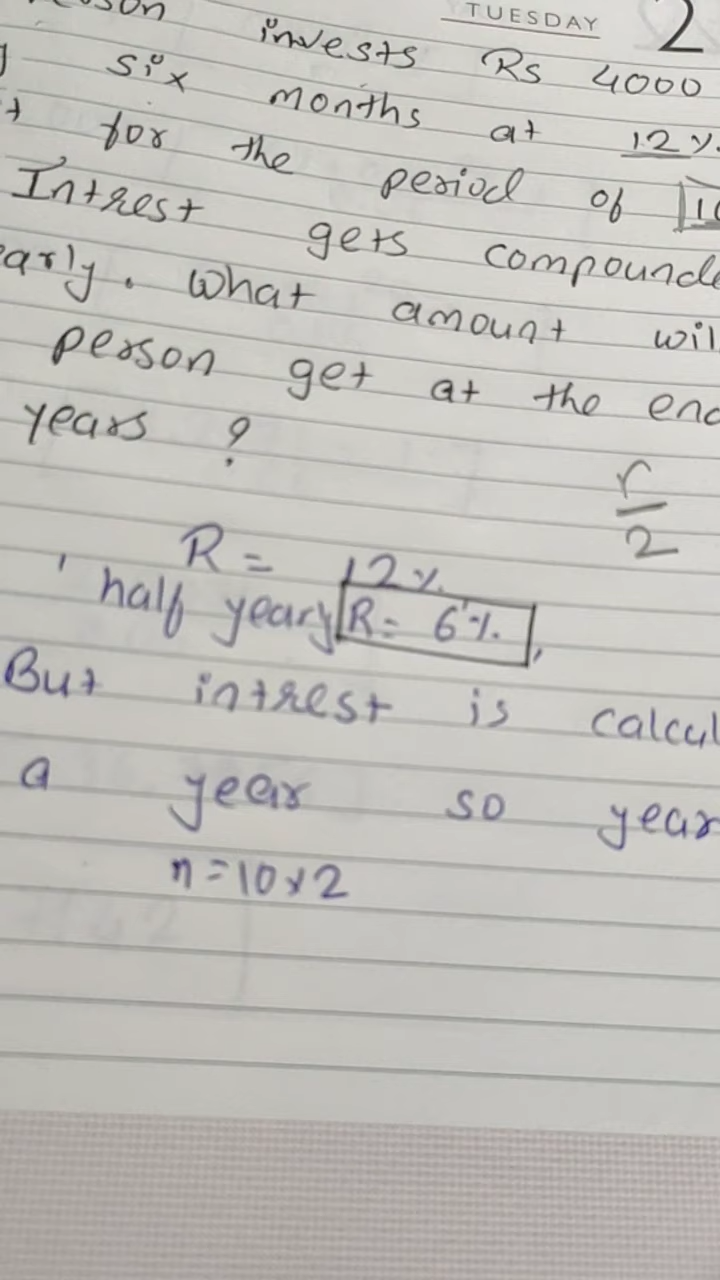 TUESDAY 2
invests Rs 4000
six months at 12%
for the period of
Intrest gets compounde
early. What amount wil
person get at the end
years ?
r/2
R = 12%
half yeary R = 6%,
But intrest is calcul
a year so year
n = 10 x 2